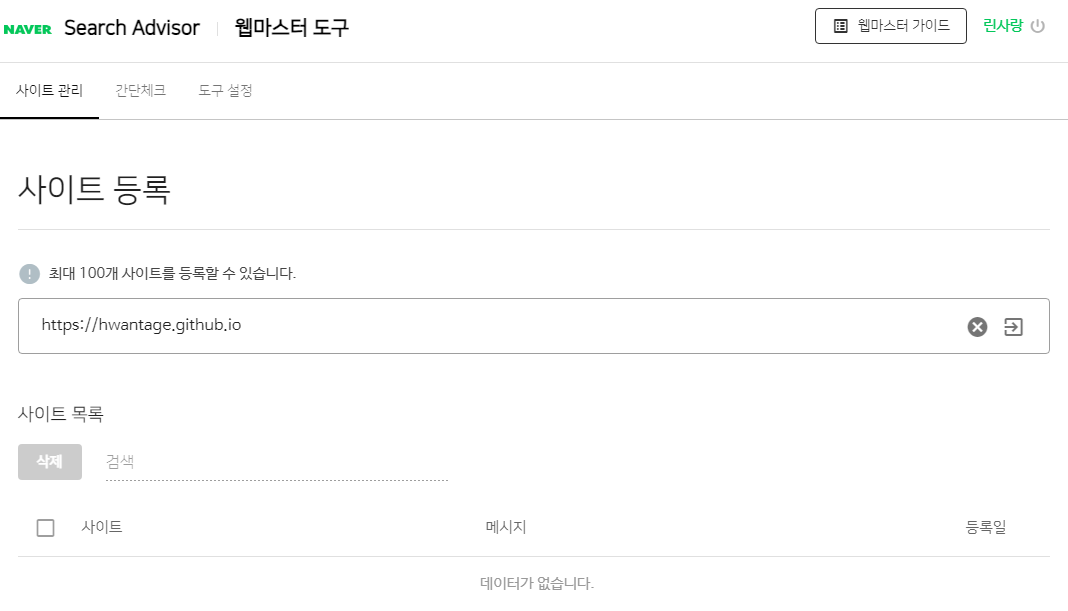 NAVER Search Advisor 웹마스터 도구 웹마스터 가이드 린사랑
사이트 관리 간단체크 도구 설정
사이트 등록
최대 100개 사이트를 등록할 수 있습니다.
https://hwantage.github.io
사이트 목록
삭제 검색
사이트 메시지 등록일
데이터가 없습니다.